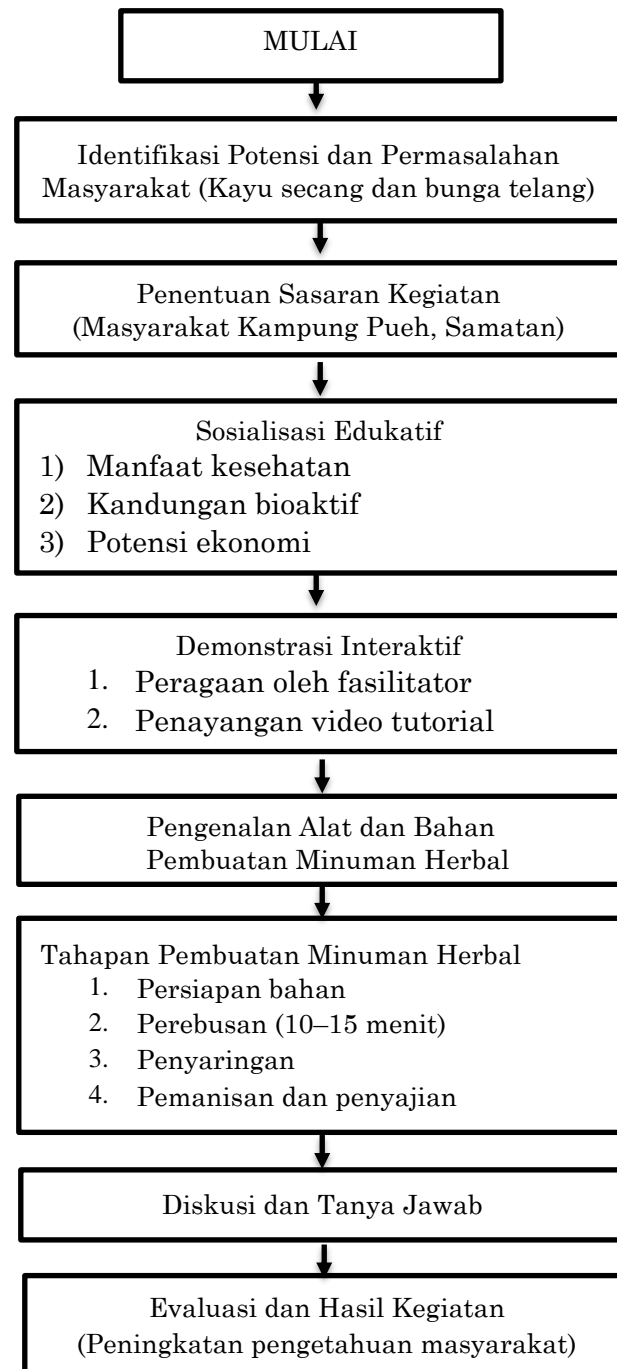 MULAI
Identifikasi Potensi dan Permasalahan
Masyarakat (Kayu secang dan bunga telang)
Penentuan Sasaran Kegiatan
(Masyarakat Kampung Pueh, Samatan)
Sosialisasi Edukatif
1) Manfaat kesehatan
2) Kandungan bioaktif
3) Potensi ekonomi
Demonstrasi Interaktif
1. Peragaan oleh fasilitator
2. Penayangan video tutorial
Pengenalan Alat dan Bahan
Pembuatan Minuman Herbal
Tahapan Pembuatan Minuman Herbal
1. Persiapan bahan
2. Perebusan (10–15 menit)
3. Penyaringan
4. Pemanisan dan penyajian
Diskusi dan Tanya Jawab
Evaluasi dan Hasil Kegiatan
(Peningkatan pengetahuan masyarakat)